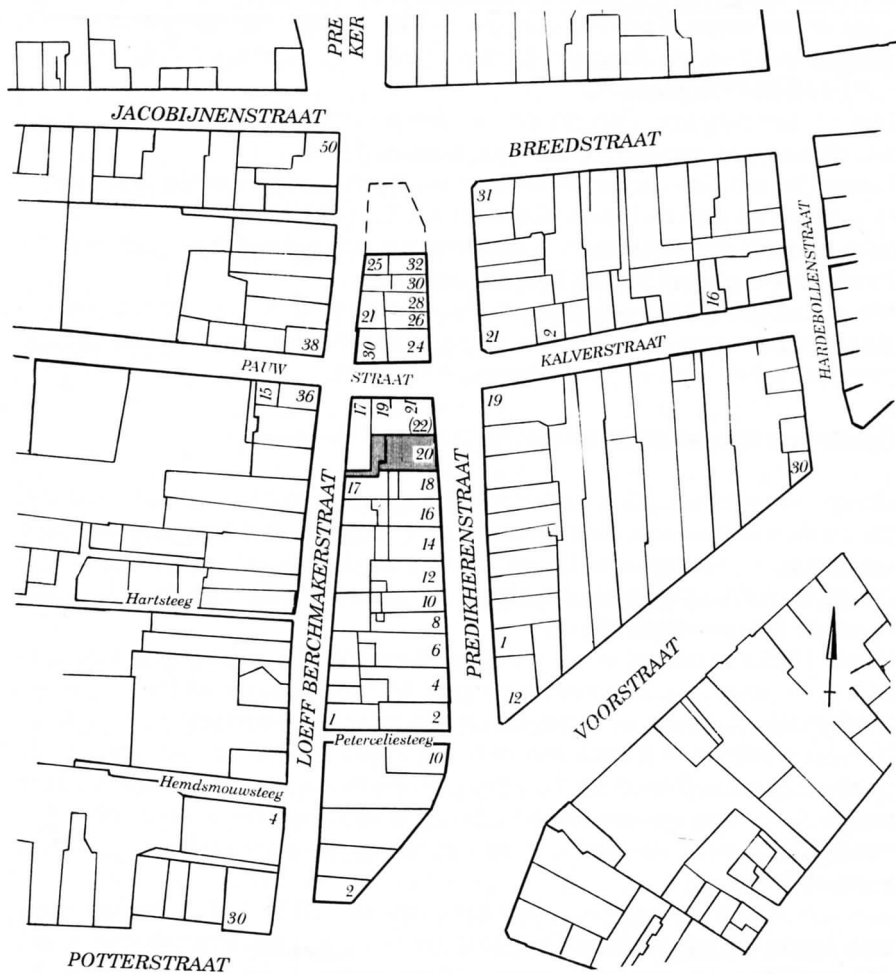 PRE
KER
JACOBIJNENSTRAAT
BREEDSTRAAT
50
31
25 32
30
28
21 26
30 24
21 2 16
38
HARDEBOLLENSTRAAT
KALVERSTRAAT
PAUW STRAAT
15 36
17 19 21
(22)
19
20
30
17 18
16
14
12
10
8
6
4
1 2
Hartsteeg
LOEFF BERCHMAKERSTRAAT
PREDIKHERENSTRAAT
1
12
VOORSTRAAT
Peterceliesteeg
10
Hemdsmouwsteeg
4
2
30
POTTERSTRAAT